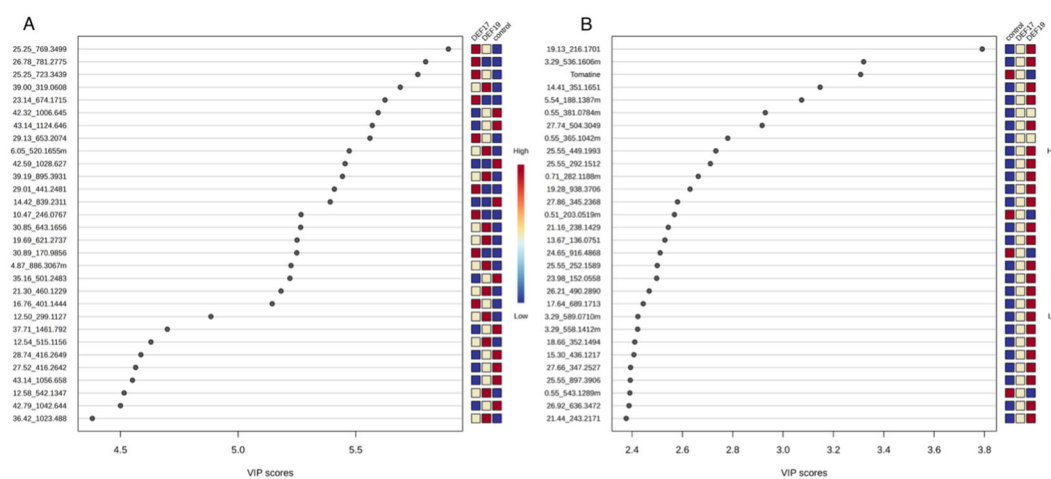 A
DEF17
DEF19
control
25.25_769.3499
26.78_781.2775
25.25_723.3439
39.00_319.0608
23.14_674.1715
42.32_1006.645
43.14_1124.646
29.13_653.2074
6.05_520.1655m
42.59_1028.627
39.19_895.3931
29.01_441.2481
14.42_839.2311
10.47_246.0767
30.85_643.1656
19.69_621.2737
30.89_170.9856
4.87_886.3067m
35.16_501.2483
21.30_460.1229
16.76_401.1444
12.50_299.1127
37.71_1461.792
12.54_515.1156
28.74_416.2649
27.52_416.2642
43.14_1056.658
12.58_542.1347
42.79_1042.644
36.42_1023.488
4.5
5.0
5.5
VIP scores
High
Low
B
control
DEF17
DEF19
19.13_216.1701
3.29_536.1606m
Tomatine
14.41_351.1651
5.54_188.1387m
0.55_381.0784m
27.74_504.3049
0.55_365.1042m
25.55_449.1993
25.55_292.1512
0.71_282.1188m
19.28_938.3706
27.86_345.2368
0.51_203.0519m
21.16_238.1429
13.67_136.0751
24.65_916.4868
25.55_252.1589
23.98_152.0558
26.21_490.2890
17.64_689.1713
3.29_589.0710m
3.29_558.1412m
18.66_352.1494
15.30_436.1217
27.66_347.2527
25.55_897.3906
0.55_543.1289m
26.92_636.3472
21.44_243.2171
2.4
2.6
2.8
3.0
3.2
3.4
3.6
3.8
VIP scores
H
L